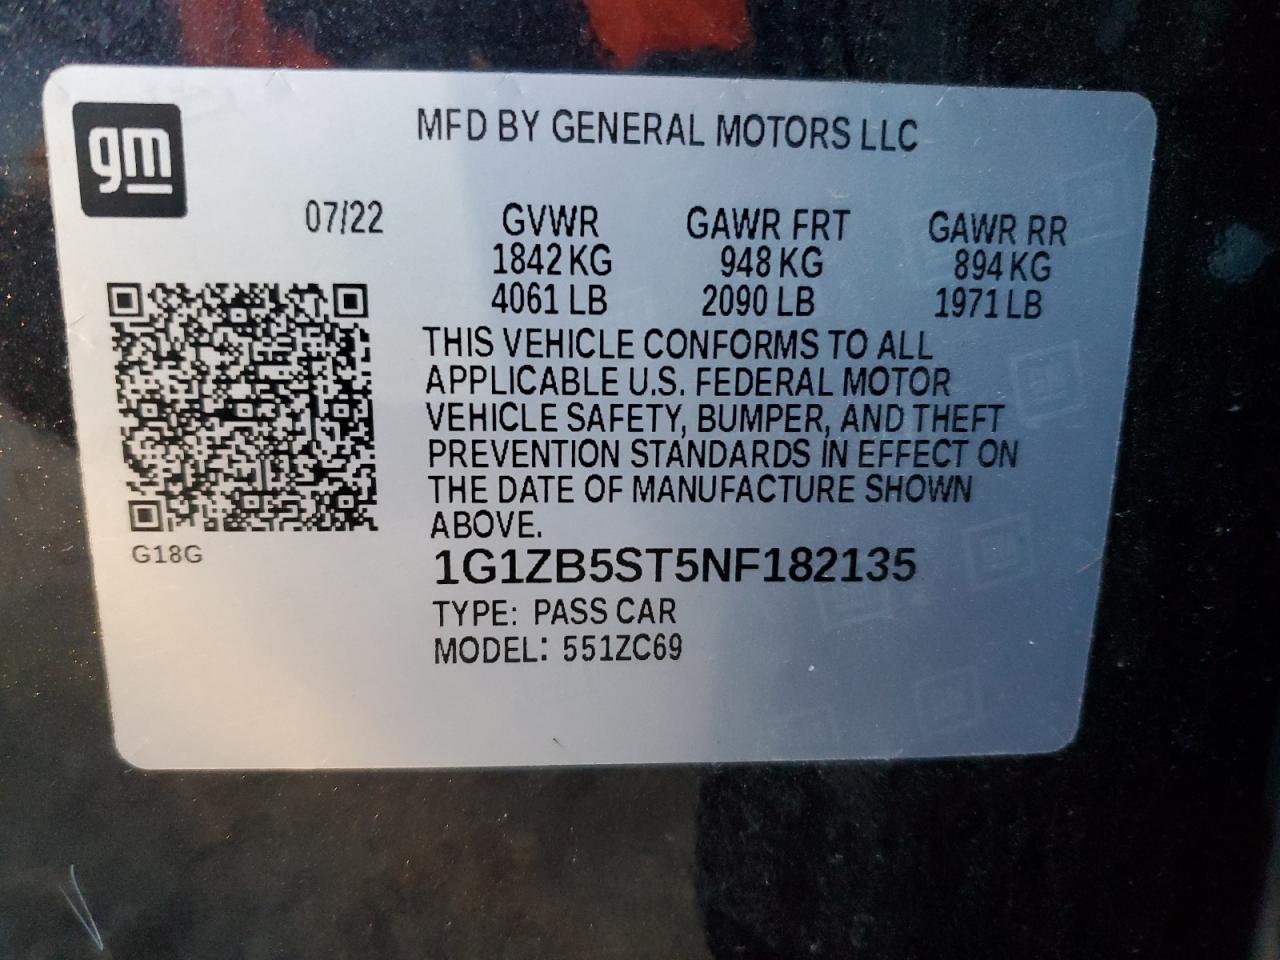 gm
MFD BY GENERAL MOTORS LLC
07/22 GVWR GAWR FRT GAWR RR
1842 KG 948 KG 894 KG
4061 LB 2090 LB 1971 LB
THIS VEHICLE CONFORMS TO ALL
APPLICABLE U.S. FEDERAL MOTOR
VEHICLE SAFETY, BUMPER, AND THEFT
PREVENTION STANDARDS IN EFFECT ON
THE DATE OF MANUFACTURE SHOWN
ABOVE.
G18G
1G1ZB5ST5NF182135
TYPE: PASS CAR
MODEL: 551ZC69